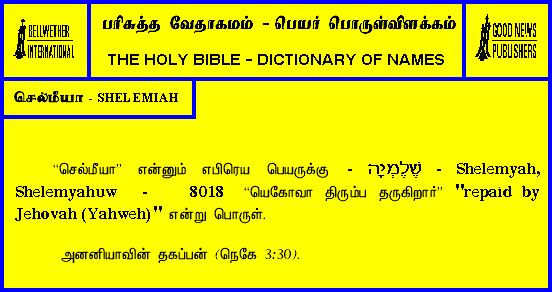 BELLWETHER
INTERNATIONAL
பரிசுத்த வேதாகமம் - பெயர் பொருள்விளக்கம்
THE HOLY BIBLE - DICTIONARY OF NAMES
GOOD NEWS
PUBLISHERS
செல்மீயா - SHELEMIAH
“செல்மீயா” என்னும் எபிரெய பெயருக்கு - שֶׁלֶמְיָה - Shelemyah,
Shelemyahuw - 8018 “யெகோவா திரும்ப தருகிறார்” "repaid by
Jehovah (Yahweh)" என்று பொருள்.
அனனியாவின் தகப்பன் (நெகே 3:30).